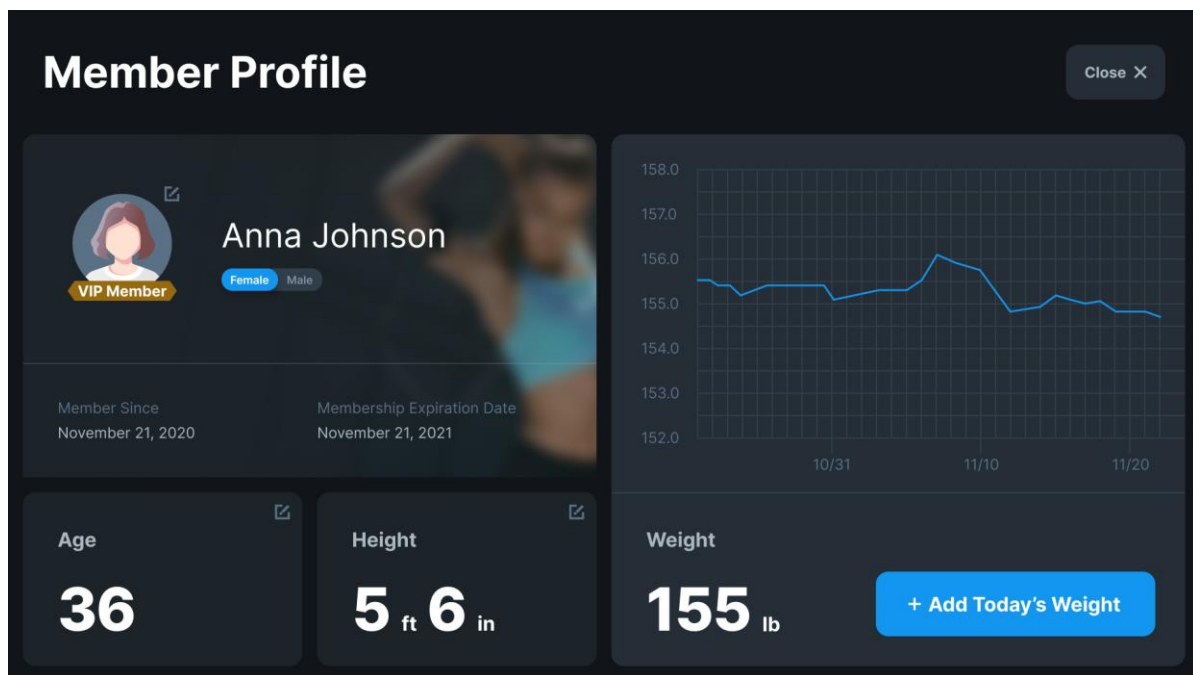 Member Profile
Close ×
Anna Johnson
Female Male
VIP Member
Member Since
November 21, 2020
Membership Expiration Date
November 21, 2021
158.0
157.0
156.0
155.0
154.0
153.0
152.0
10/31 11/10 11/20
Age
36
Height
5 ft 6 in
Weight
155 lb
+ Add Today’s Weight